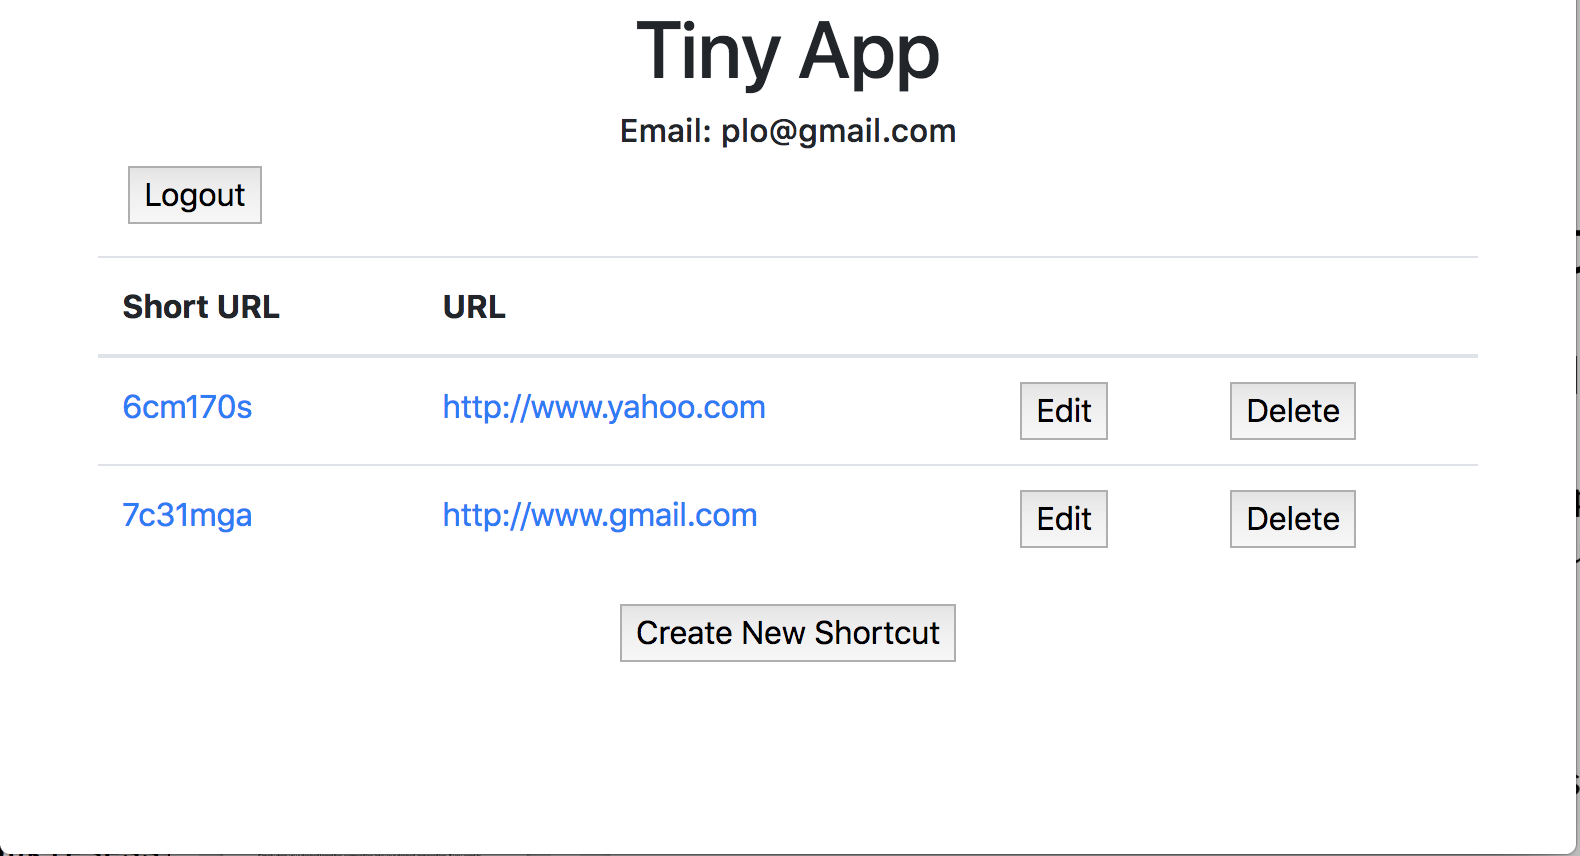 Tiny App
Email: plo@gmail.com
Logout
Short URL URL
6cm170s http://www.yahoo.com Edit Delete
7c31mga http://www.gmail.com Edit Delete
Create New Shortcut